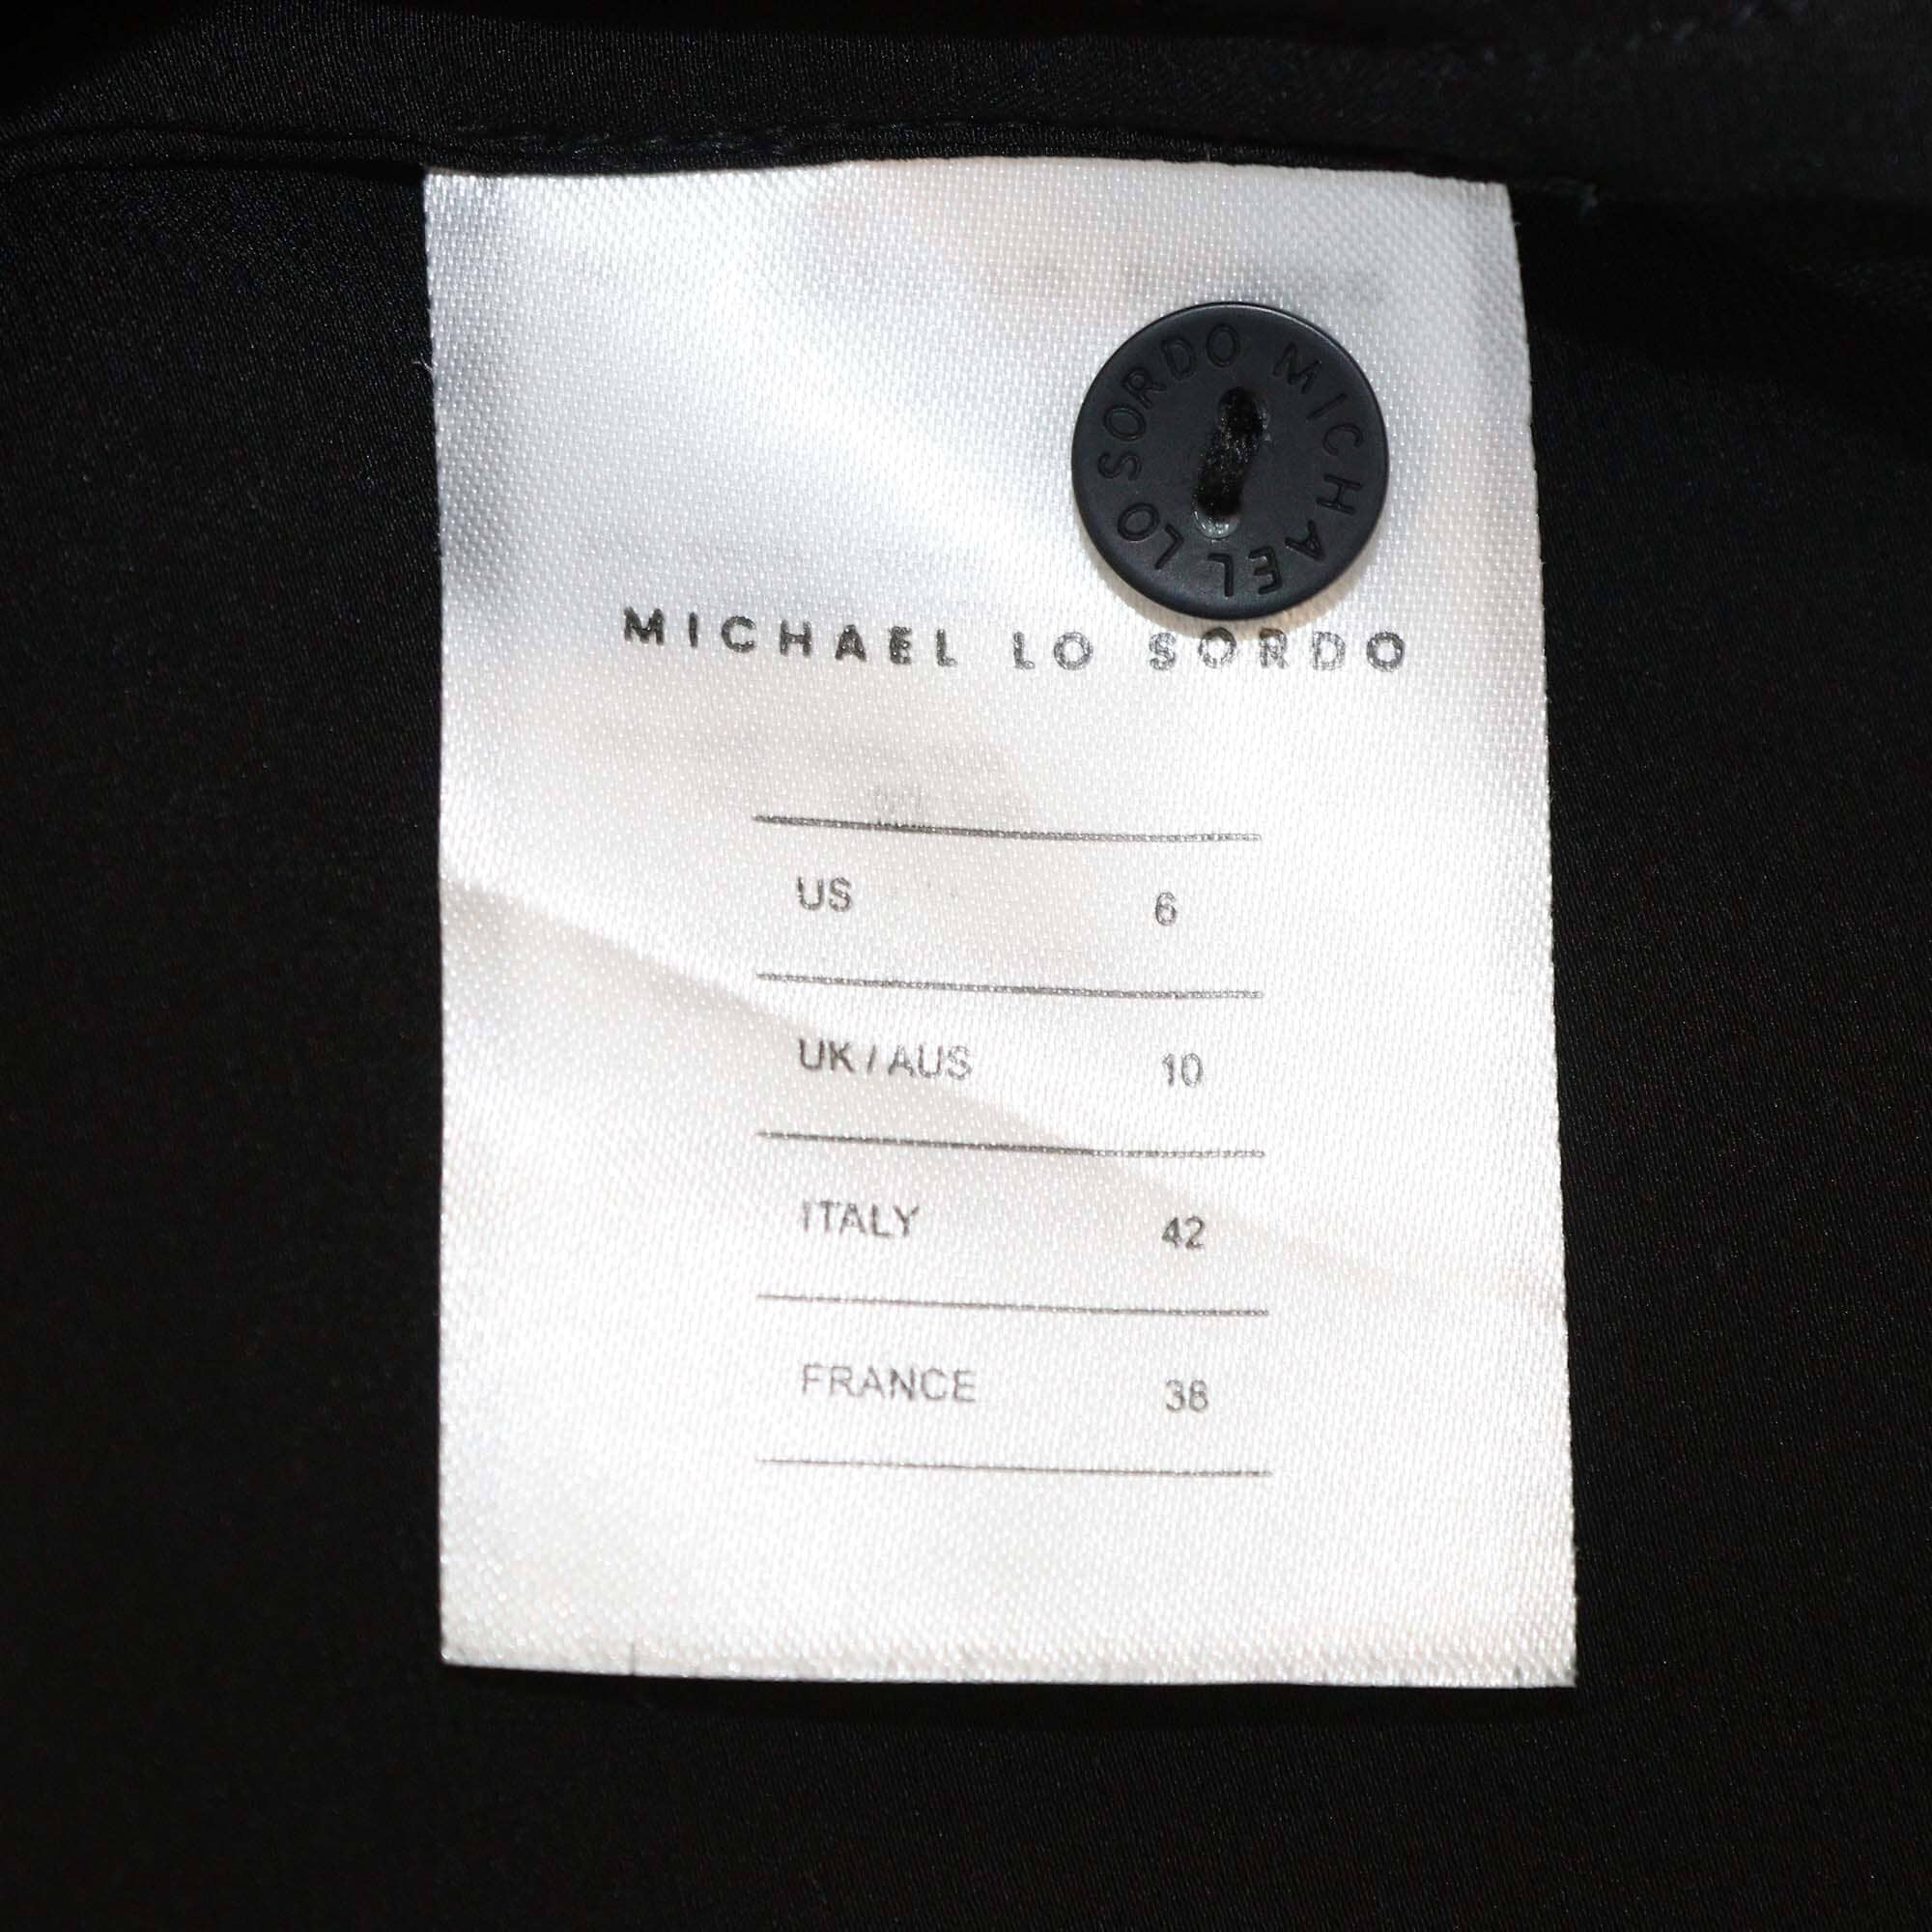 MICHAEL LO SORDO
MICHAEL LO SORDO
US 6
UK / AUS 10
ITALY 42
FRANCE 38